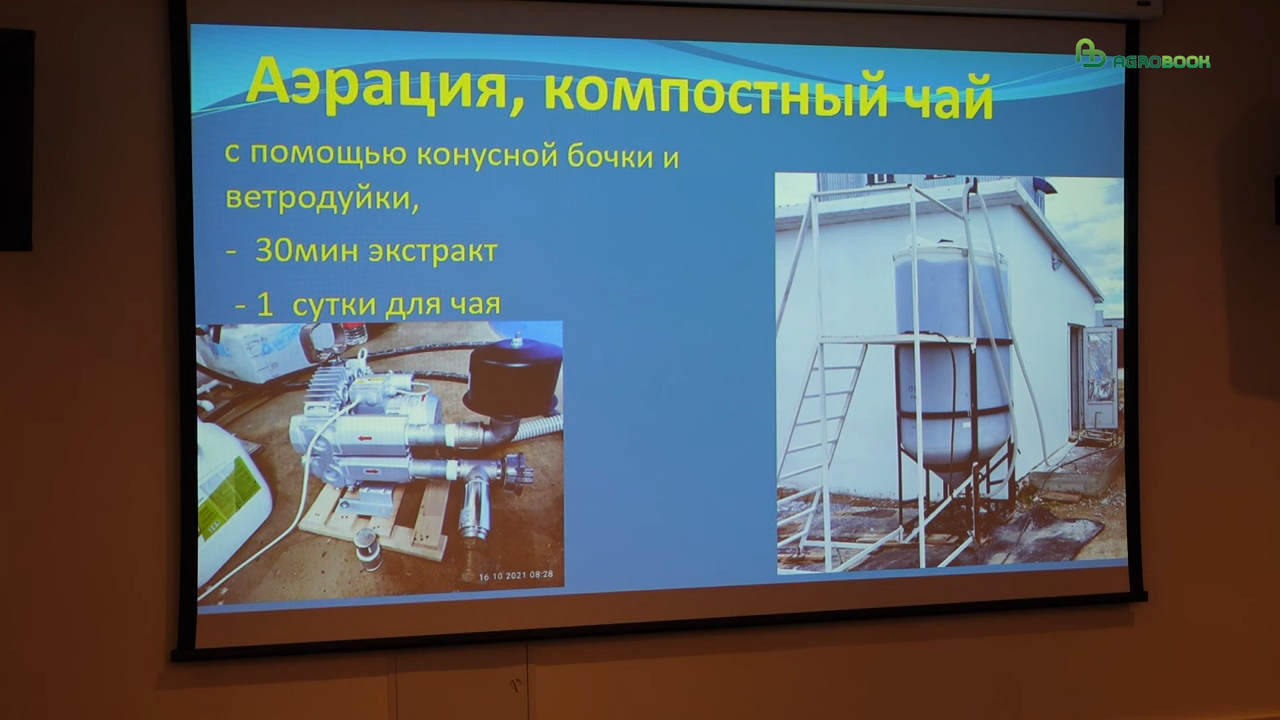 AGROBOOK
Аэрация, компостный чай
с помощью конусной бочки и
ветродуйки,
- 30мин экстракт
- 1 сутки для чая
16 10 2021 08:28